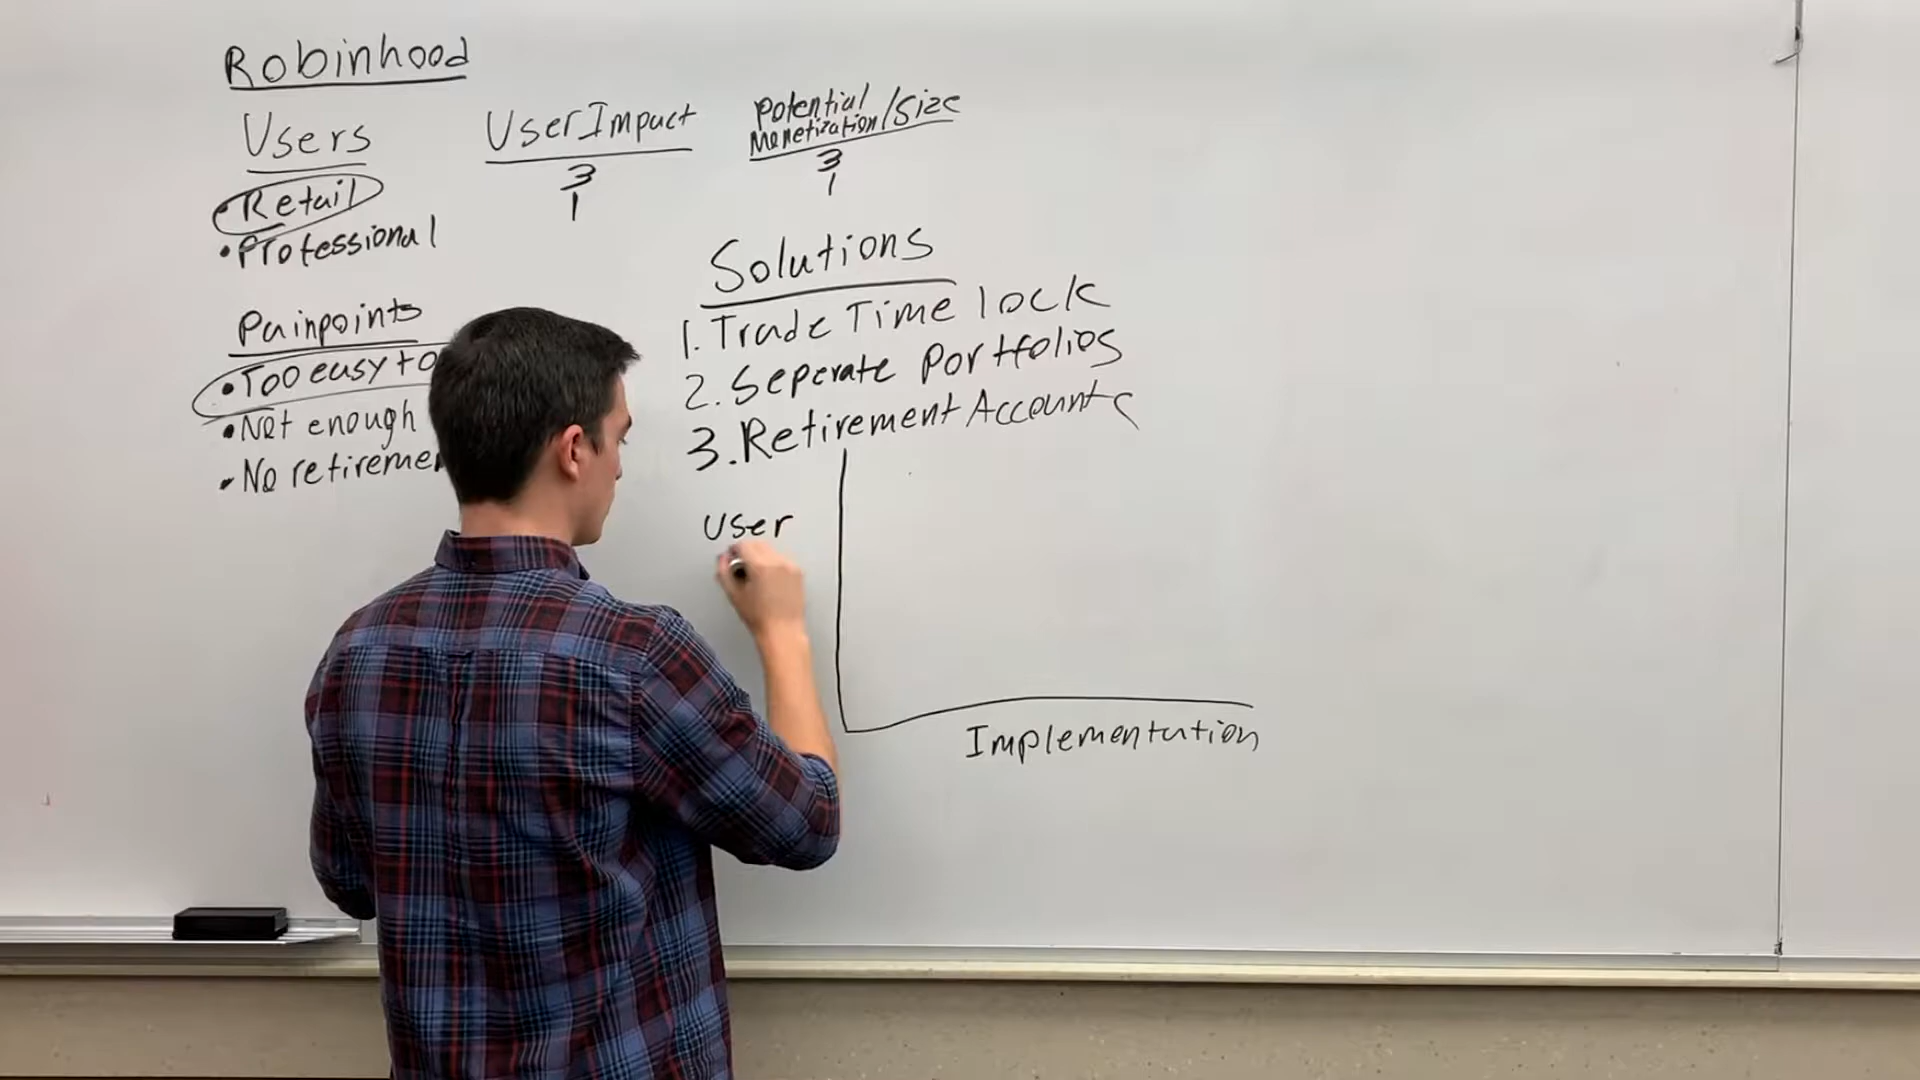 Robinhood
Users
• Retail
• Professional
User Impact
3
1
Potential
Monetization/Size
3
1
Painpoints
• Too easy to
• Not enough
• No
Solutions
1. Trade Time lock
2. Seperate Portfolios
3. Retirement Accounts
User
Implementation